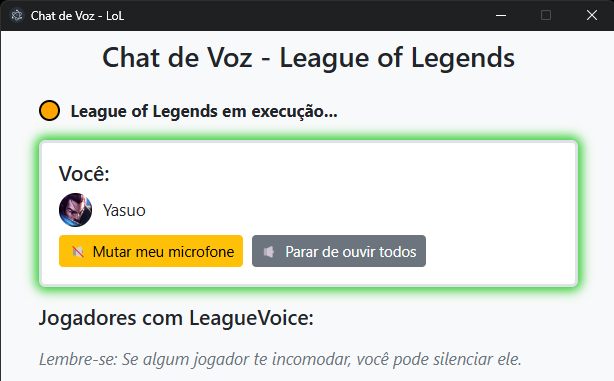 Chat de Voz - LoL
Chat de Voz - League of Legends
League of Legends em execução...
Você:
Yasuo
Mutar meu microfone
Parar de ouvir todos
Jogadores com LeagueVoice:
Lembre-se: Se algum jogador te incomodar, você pode silenciar ele.